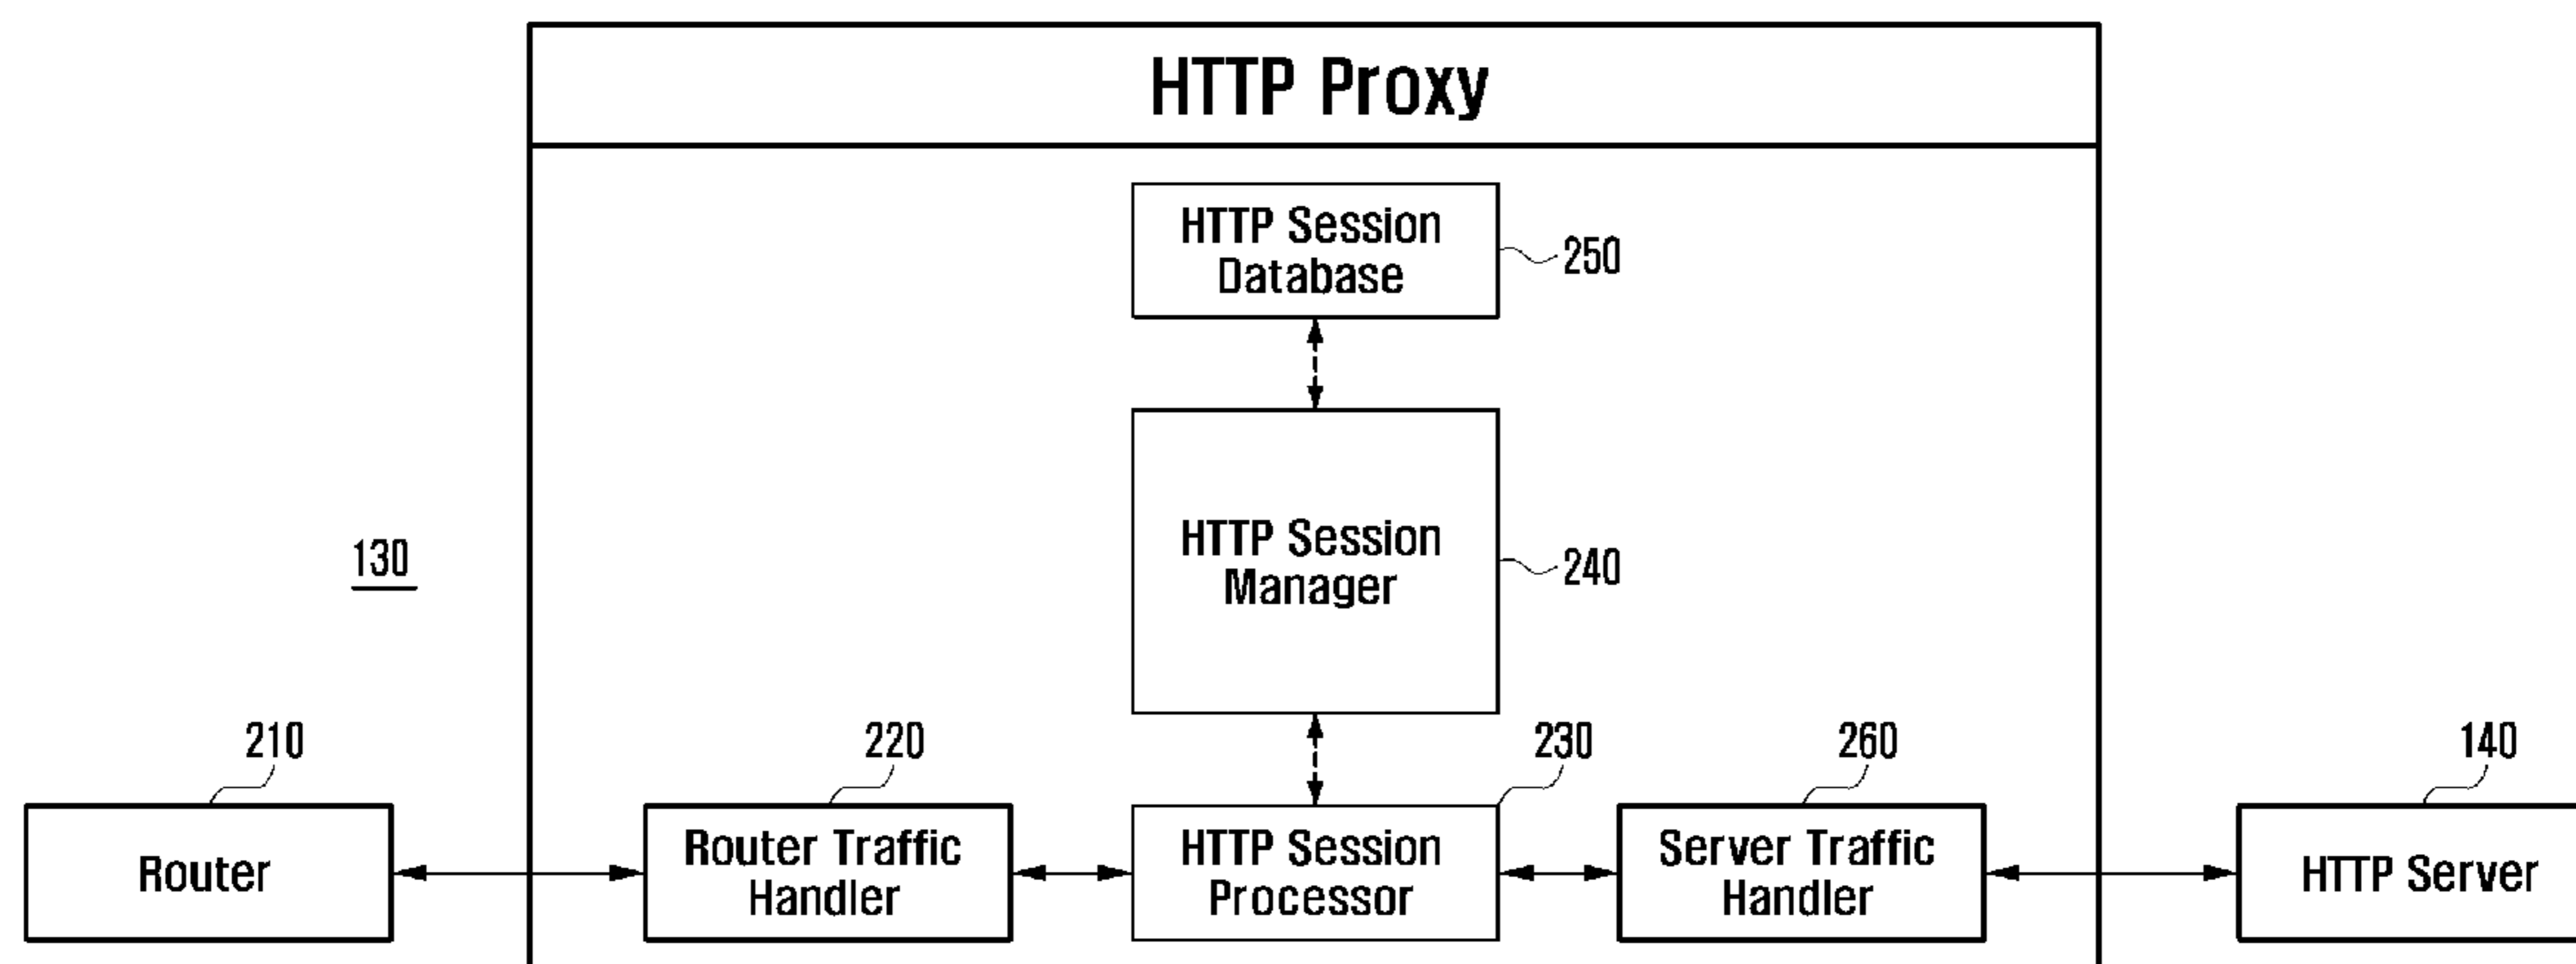 HTTP Proxy
HTTP Session
Database
250
HTTP Session
Manager
240
130
210
220
230
260
140
Router
Router Traffic
Handler
HTTP Session
Processor
Server Traffic
Handler
HTTP Server